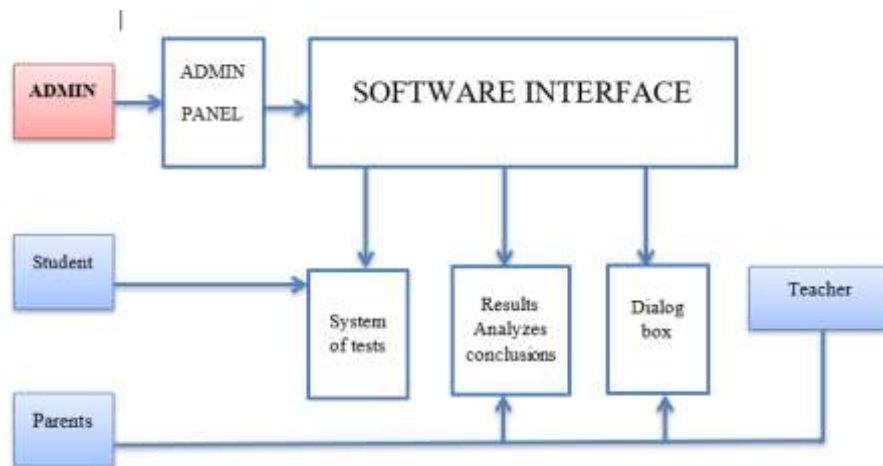 ADMIN
ADMIN
PANEL
SOFTWARE INTERFACE
Student
System
of tests
Results
Analyzes
conclusions
Dialog
box
Teacher
Parents